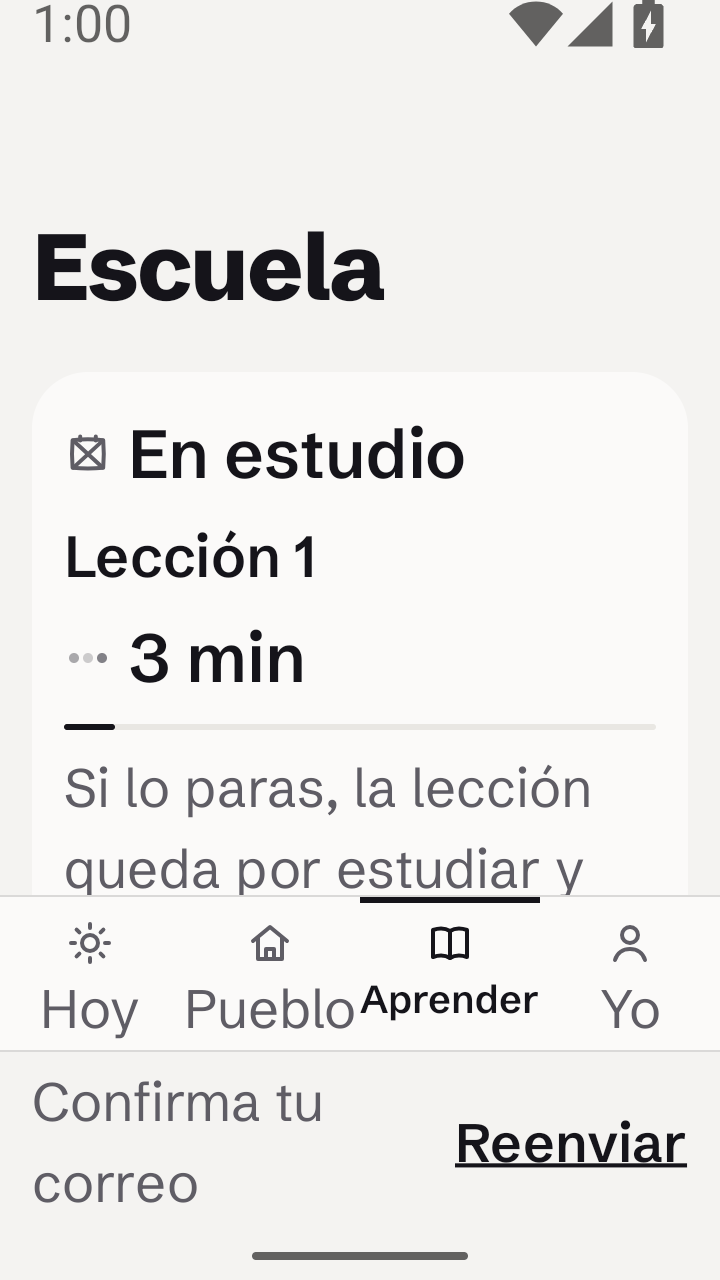 1:00
Escuela
En estudio
Lección 1
3 min
Si lo paras, la lección
queda por estudiar y
Hoy
Pueblo
Aprender
Yo
Confirma tu
correo
Reenviar